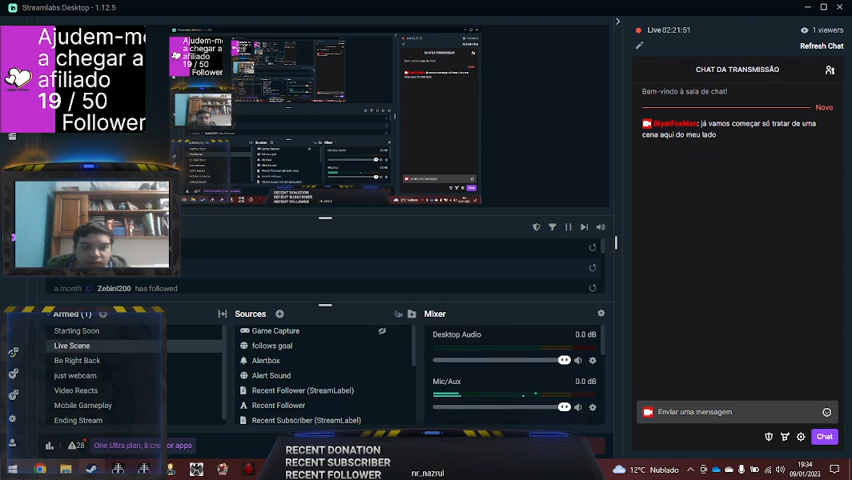 Streamlabs Desktop - 1.12.5
Ajudem-me
a chegar a
afiliado
19 / 50
Follower
Live 02:21:51
1 viewers
Refresh Chat
CHAT DA TRANSMISSÃO
Bem-vindo à sala de chat!
Novo
já vamos começar só tratar de uma
cena aqui do meu lado
a month
Zebini200 has followed
Armed (1)
Starting Soon
Live Scene
Be Right Back
just webcam
Video Reacts
Mobile Gameplay
Ending Stream
Sources
Game Capture
follows goal
Alertbox
Alert Sound
Recent Follower (StreamLabel)
Recent Follower
Recent Subscriber (StreamLabel)
Mixer
Desktop Audio
0.0 dB
Mic/Aux
0.0 dB
Enviar uma mensagem
Chat
28
One Ultra plan, 8 creator apps
RECENT DONATION
RECENT SUBSCRIBER
RECENT FOLLOWER
nr_nazrul
12°C Nublado
19:34
09/01/2023